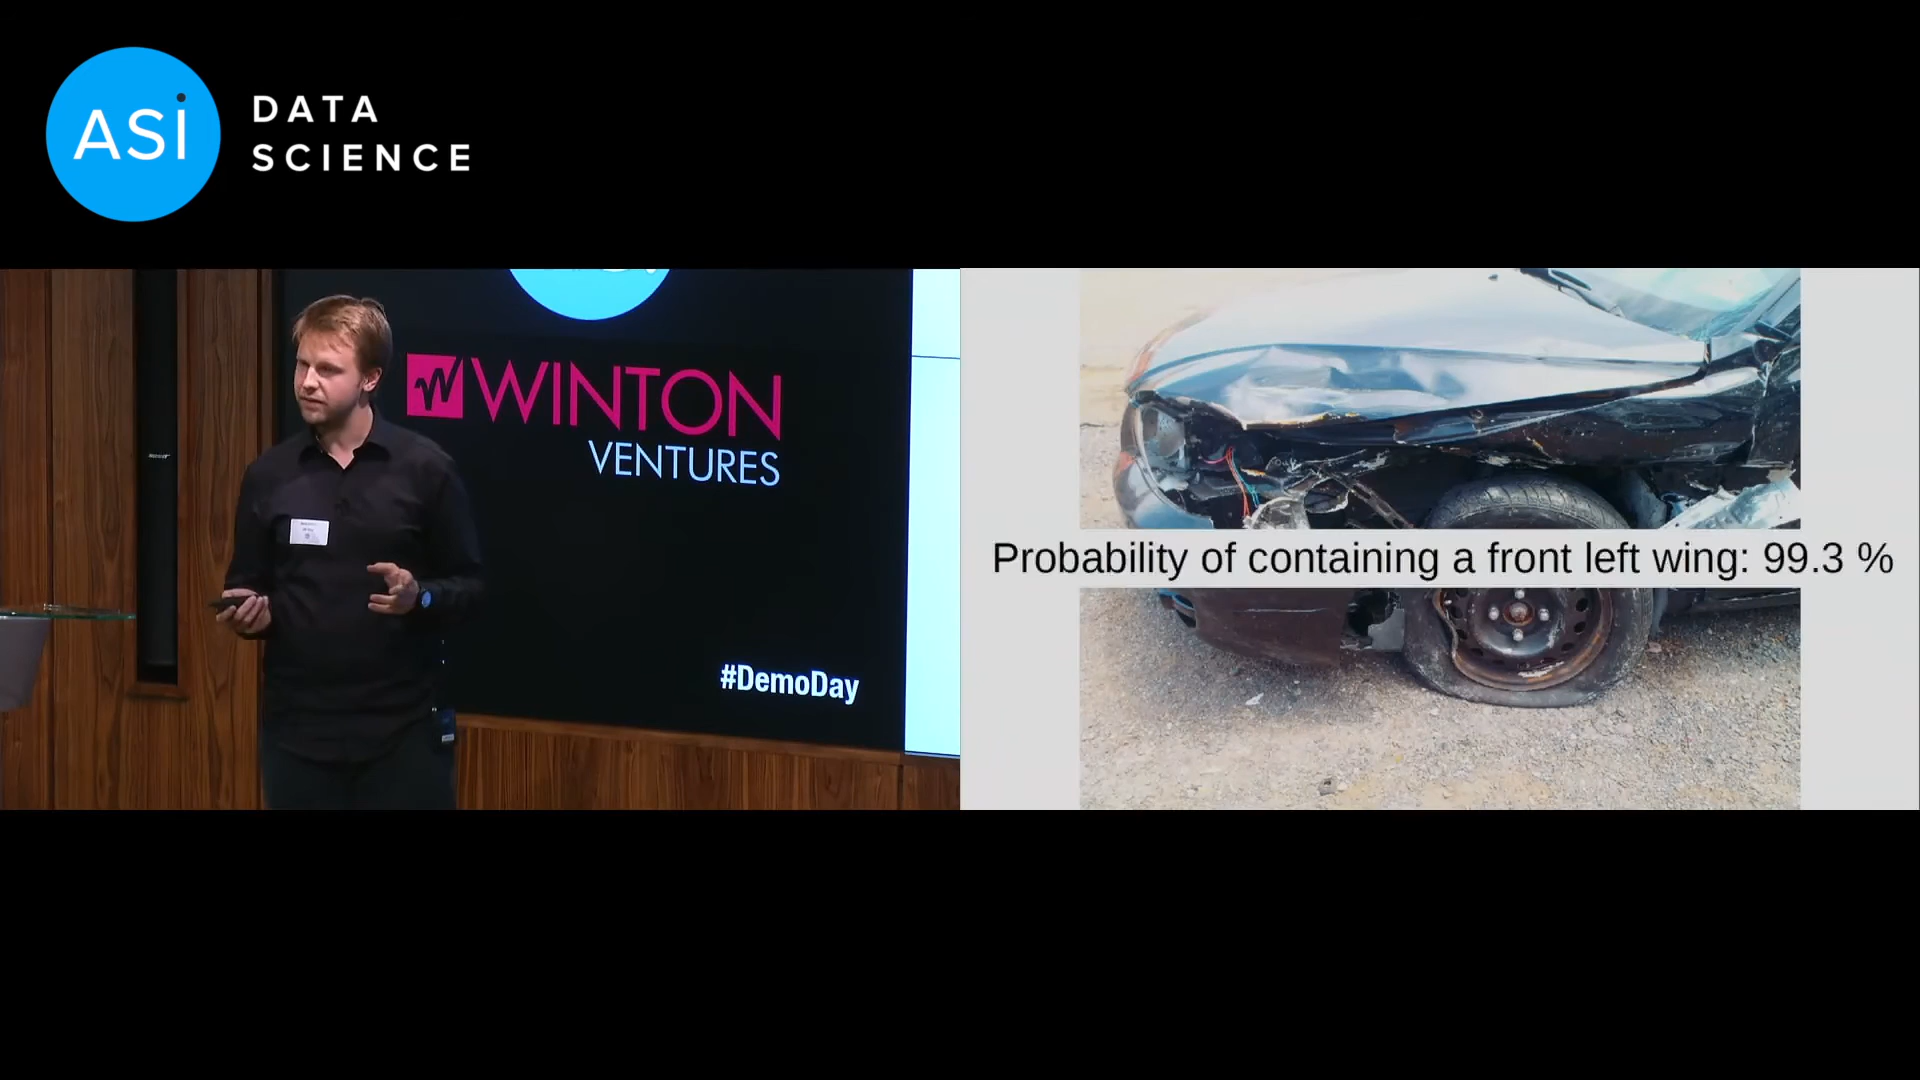 ASI
DATA
SCIENCE
WINTON
VENTURES
#DemoDay
Probability of containing a front left wing: 99.3 %